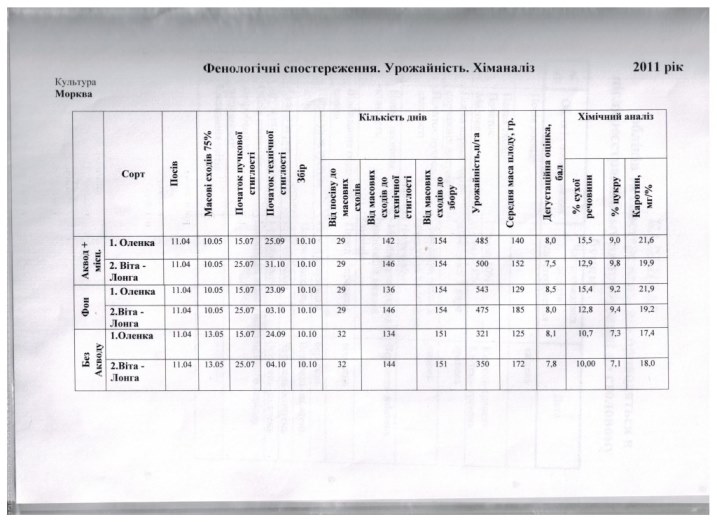 Фенологічні спостереження. Урожайність. Хіманаліз 2011 рік
Культура
Морква
Сорт
Посів
Масові сходів 75%
Початок пучкової стиглості
Початок технічної стиглості
Збір
Кількість днів
Від посіву до масових сходів
Від масових сходів до технічної стиглості
Від масових сходів до збору
Урожайність,ц/га
Середня маса плоду, гр.
Дегустаційна оцінка, бал
Хімічний аналіз
% сухої речовини
% цукру
Каротин, мг/%
Аквод + місц.
1. Оленка 11.04 10.05 15.07 25.09 10.10 29 142 154 485 140 8,0 15,5 9,0 21,6
2. Віта - Лонга 11.04 10.05 25.07 31.10 10.10 29 146 154 500 152 7,5 12,9 9,8 19,9
Фон
1. Оленка 11.04 10.05 15.07 23.09 10.10 29 136 154 543 129 8,5 15,4 9,2 21,9
2.Віта - Лонга 11.04 10.05 25.07 03.10 10.10 29 146 154 475 185 8,0 12,8 9,4 19,2
Без Акводу
1.Оленка 11.04 13.05 15.07 24.09 10.10 32 134 151 321 125 8,1 10,7 7,3 17,4
2.Віта - Лонга 11.04 13.05 25.07 04.10 10.10 32 144 151 350 172 7,8 10,00 7,1 18,0